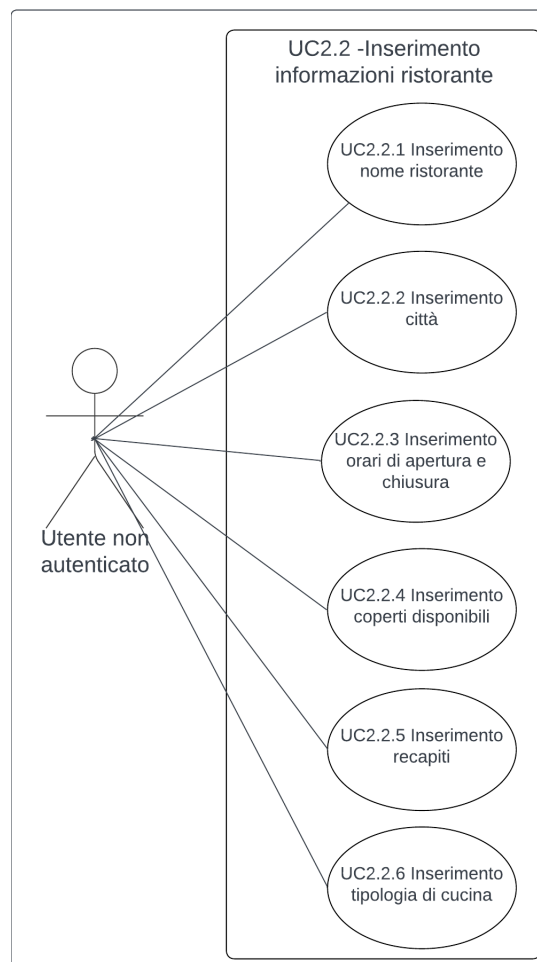 UC2.2 -Inserimento
informazioni ristorante
UC2.2.1 Inserimento
nome ristorante
UC2.2.2 Inserimento
città
UC2.2.3 Inserimento
orari di apertura e
chiusura
Utente non
autenticato
UC2.2.4 Inserimento
coperti disponibili
UC2.2.5 Inserimento
recapiti
UC2.2.6 Inserimento
tipologia di cucina